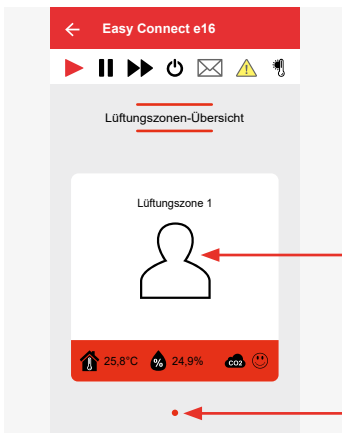 Easy Connect e16
Lüftungszonen-Übersicht
Lüftungszone 1
25,8°C % 24,9% CO2